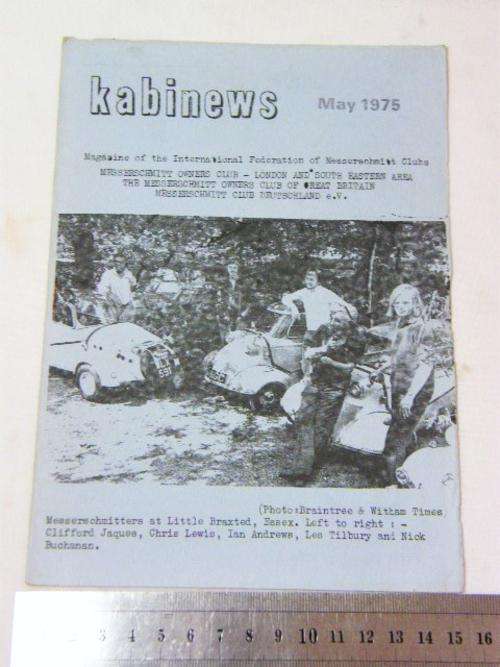 kabinews
May 1975
Magazine of the International Federation of Messerschmitt Clubs
MESSERSCHMITT OWNERS CLUB - LONDON AND SOUTH EASTERN AREA
THE MESSERSCHMITT OWNERS CLUB OF GREAT BRITAIN
MESSERSCHMITT CLUB DEUTSCHLAND e.V.
(Photo:Braintree & Witham Times
Messerschmitters at Little Braxted, Essex. Left to right : -
Clifford Jaques, Chris Lewis, Ian Andrews, Les Tilbury and Nick
Buchanan.
2 3 4 5 6 7 8 9 10 11 12 13 14 15 16